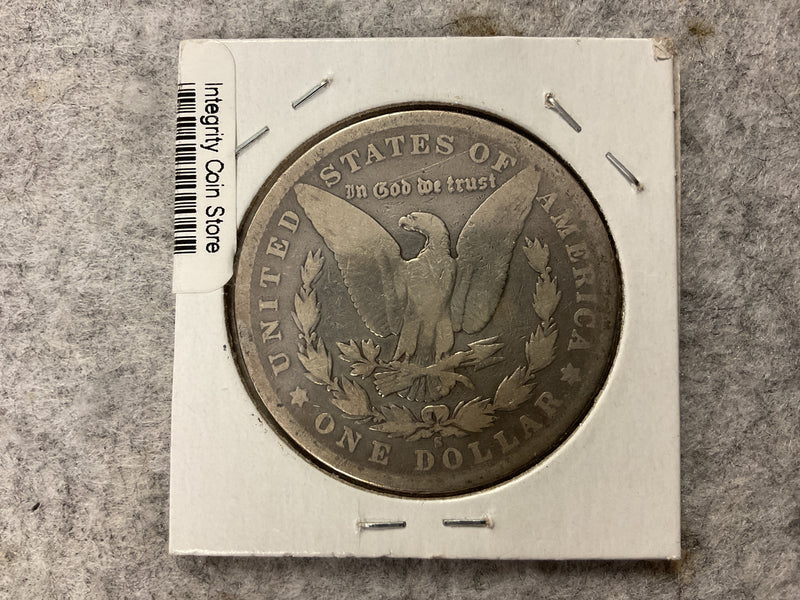 Integrity Coin Store
UNITED STATES OF AMERICA
In God we trust
S
ONE DOLLAR